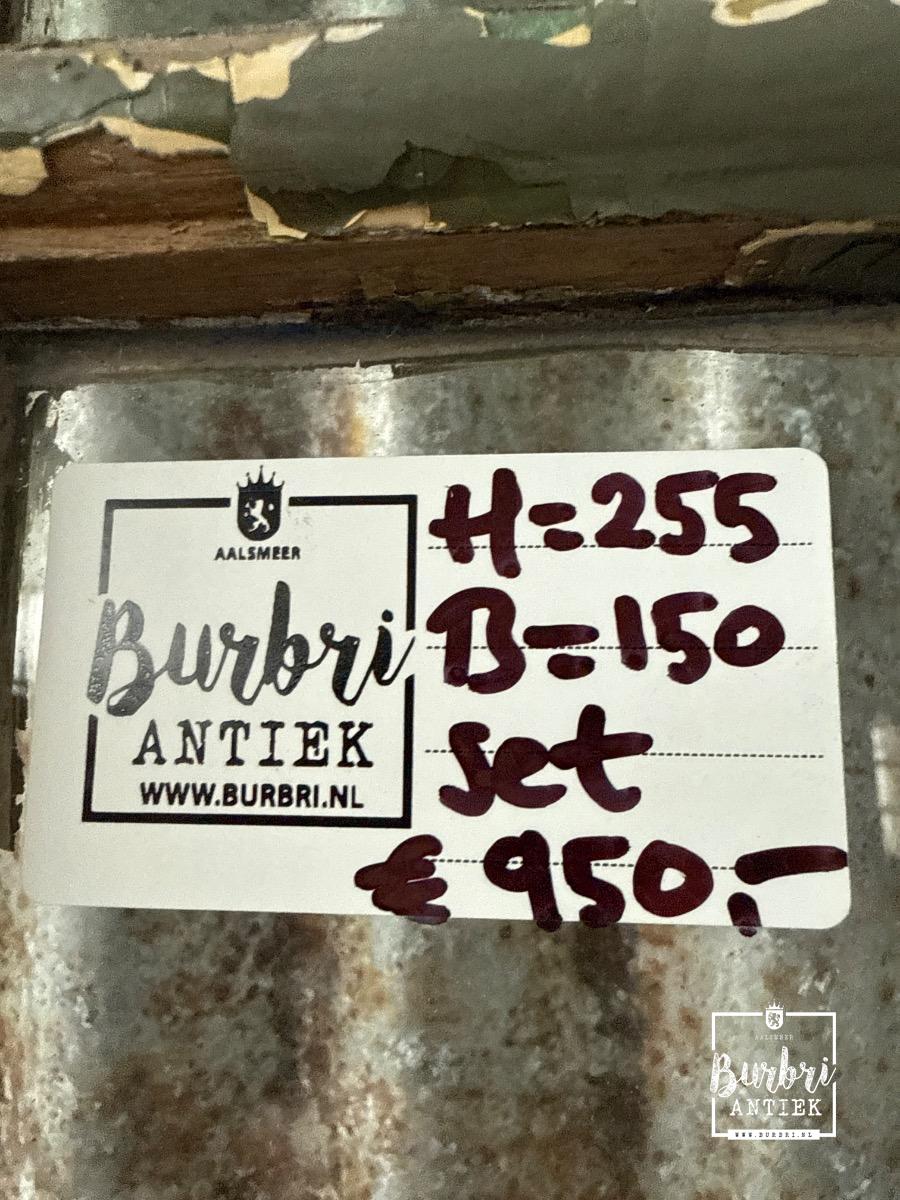 AALSMEER
Burbri
ANTIEK
WWW.BURBRI.NL
H=255
B=150
set
€ 950,-
AALSMEER
Burbri
ANTIEK
WWW.BURBRI.NL